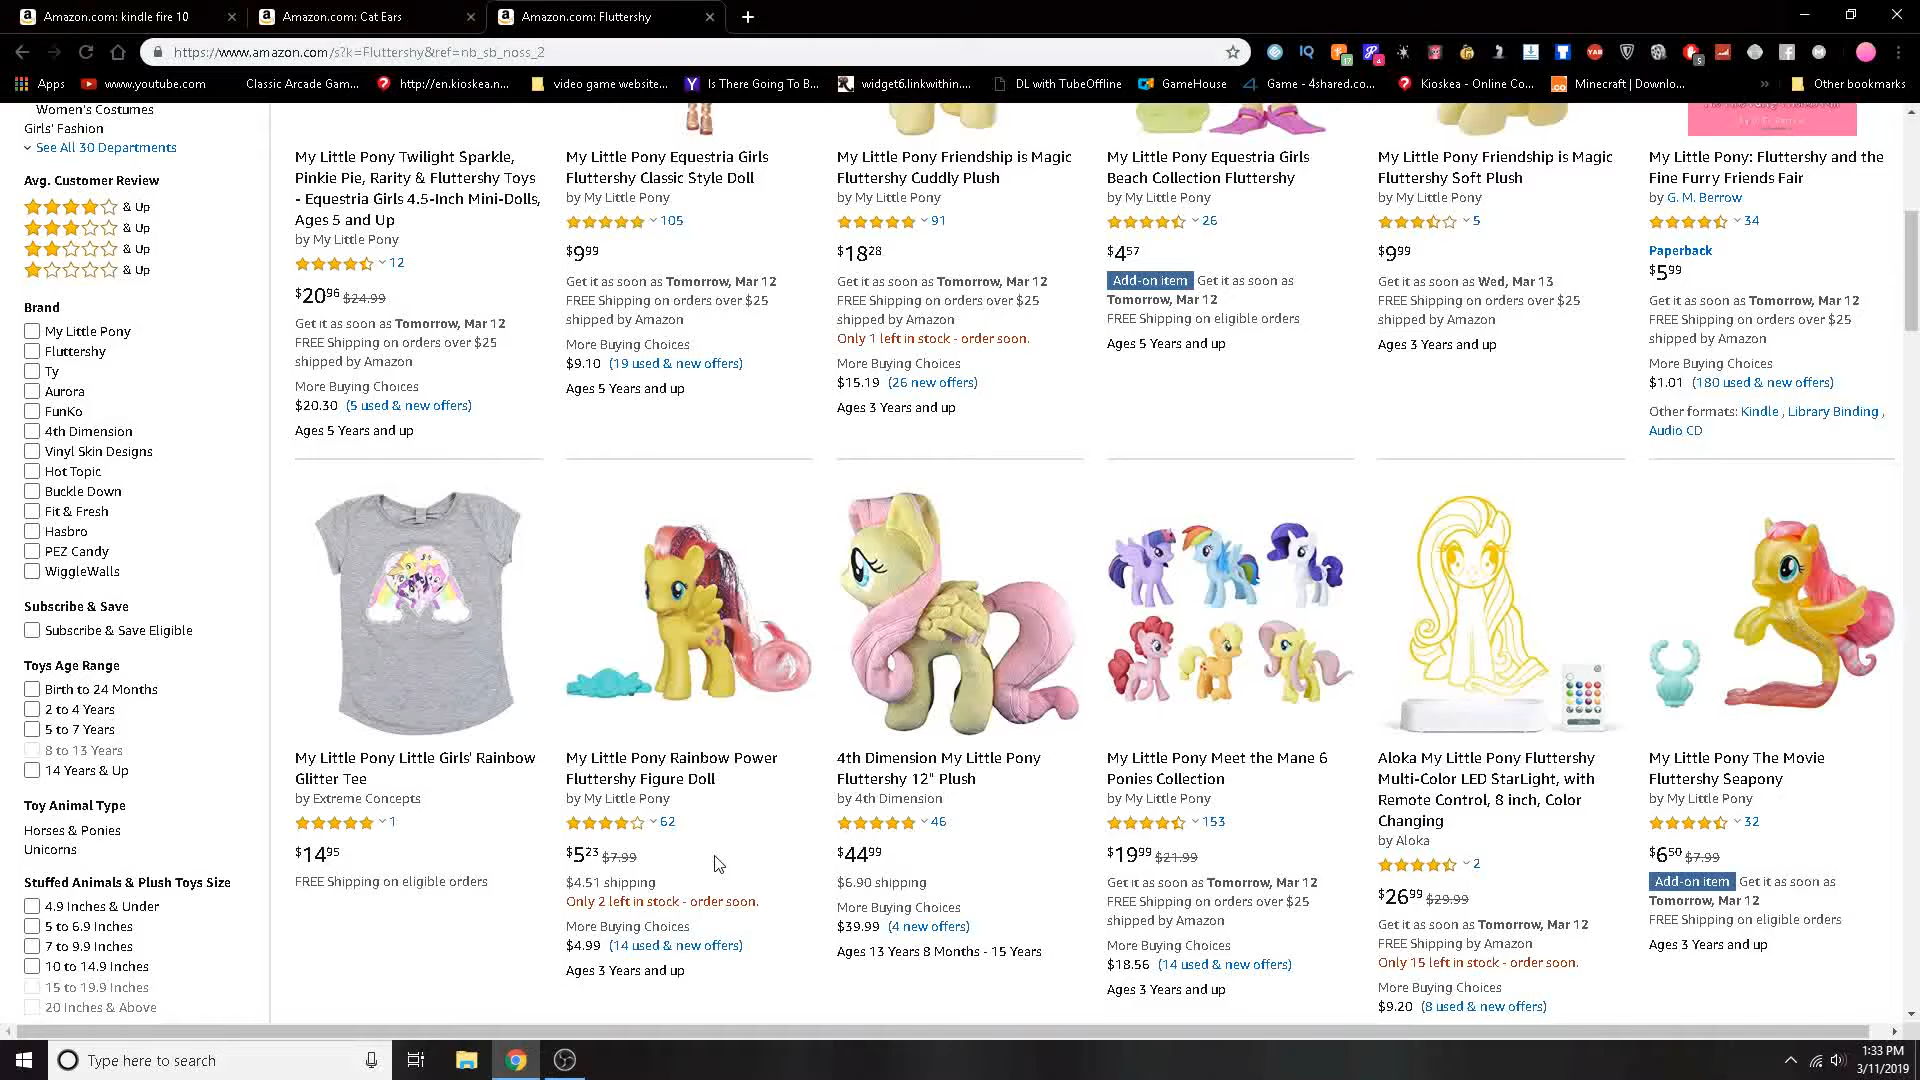 Amazon.com: kindle fire 10
Amazon.com: Cat Ears
Amazon.com: Fluttershy
https://www.amazon.com/s?k=Fluttershy&ref=nb_sb_noss_2
Apps
www.youtube.com
Classic Arcade Gam...
http://en.kioskea.n...
video game website...
Is There Going To B...
widget6.linkwithin....
DL with TubeOffline
GameHouse
Game - 4shared.co...
Kioskea - Online Co...
Minecraft | Downlo...
Other bookmarks
Women's Costumes
Girls' Fashion
See All 30 Departments
Avg. Customer Review
& Up
& Up
& Up
& Up
Brand
My Little Pony
Fluttershy
Ty
Aurora
FunKo
4th Dimension
Vinyl Skin Designs
Hot Topic
Buckle Down
Fit & Fresh
Hasbro
PEZ Candy
WiggleWalls
Subscribe & Save
Subscribe & Save Eligible
Toys Age Range
Birth to 24 Months
2 to 4 Years
5 to 7 Years
8 to 13 Years
14 Years & Up
Toy Animal Type
Horses & Ponies
Unicorns
Stuffed Animals & Plush Toys Size
4.9 Inches & Under
5 to 6.9 Inches
7 to 9.9 Inches
10 to 14.9 Inches
15 to 19.9 Inches
20 Inches & Above
My Little Pony Twilight Sparkle,
Pinkie Pie, Rarity & Fluttershy Toys
- Equestria Girls 4.5-Inch Mini-Dolls,
Ages 5 and Up
by My Little Pony
12
$20 96 $24.99
Get it as soon as Tomorrow, Mar 12
FREE Shipping on orders over $25
shipped by Amazon
More Buying Choices
$20.30 (5 used & new offers)
Ages 5 Years and up
My Little Pony Equestria Girls
Fluttershy Classic Style Doll
by My Little Pony
105
$9 99
Get it as soon as Tomorrow, Mar 12
FREE Shipping on orders over $25
shipped by Amazon
More Buying Choices
$9.10 (19 used & new offers)
Ages 5 Years and up
My Little Pony Friendship is Magic
Fluttershy Cuddly Plush
by My Little Pony
91
$18 28
Get it as soon as Tomorrow, Mar 12
FREE Shipping on orders over $25
shipped by Amazon
Only 1 left in stock - order soon.
More Buying Choices
$15.19 (26 new offers)
Ages 3 Years and up
My Little Pony Equestria Girls
Beach Collection Fluttershy
by My Little Pony
26
$4 57
Add-on item Get it as soon as
Tomorrow, Mar 12
FREE Shipping on eligible orders
Ages 5 Years and up
My Little Pony Friendship is Magic
Fluttershy Soft Plush
by My Little Pony
5
$9 99
Get it as soon as Wed, Mar 13
FREE Shipping on orders over $25
shipped by Amazon
Ages 3 Years and up
My Little Pony: Fluttershy and the
Fine Furry Friends Fair
by G. M. Berrow
34
Paperback
$5 99
Get it as soon as Tomorrow, Mar 12
FREE Shipping on orders over $25
shipped by Amazon
More Buying Choices
$1.01 (180 used & new offers)
Other formats: Kindle , Library Binding ,
Audio CD
My Little Pony Little Girls' Rainbow
Glitter Tee
by Extreme Concepts
1
$14 95
FREE Shipping on eligible orders
My Little Pony Rainbow Power
Fluttershy Figure Doll
by My Little Pony
62
$5 23 $7.99
$4.51 shipping
Only 2 left in stock - order soon.
More Buying Choices
$4.99 (14 used & new offers)
Ages 3 Years and up
4th Dimension My Little Pony
Fluttershy 12" Plush
by 4th Dimension
46
$44 99
$6.90 shipping
More Buying Choices
$39.99 (4 new offers)
Ages 13 Years 8 Months - 15 Years
My Little Pony Meet the Mane 6
Ponies Collection
by My Little Pony
153
$19 99 $21.99
Get it as soon as Tomorrow, Mar 12
FREE Shipping on orders over $25
shipped by Amazon
More Buying Choices
$18.56 (14 used & new offers)
Ages 3 Years and up
Aloka My Little Pony Fluttershy
Multi-Color LED StarLight, with
Remote Control, 8 inch, Color
Changing
by Aloka
2
$26 99 $29.99
Get it as soon as Tomorrow, Mar 12
FREE Shipping by Amazon
Only 15 left in stock - order soon.
More Buying Choices
$9.20 (8 used & new offers)
My Little Pony The Movie
Fluttershy Seapony
by My Little Pony
32
$6 50 $7.99
Add-on item Get it as soon as
Tomorrow, Mar 12
FREE Shipping on eligible orders
Ages 3 Years and up
Type here to search
1:33 PM
3/11/2019